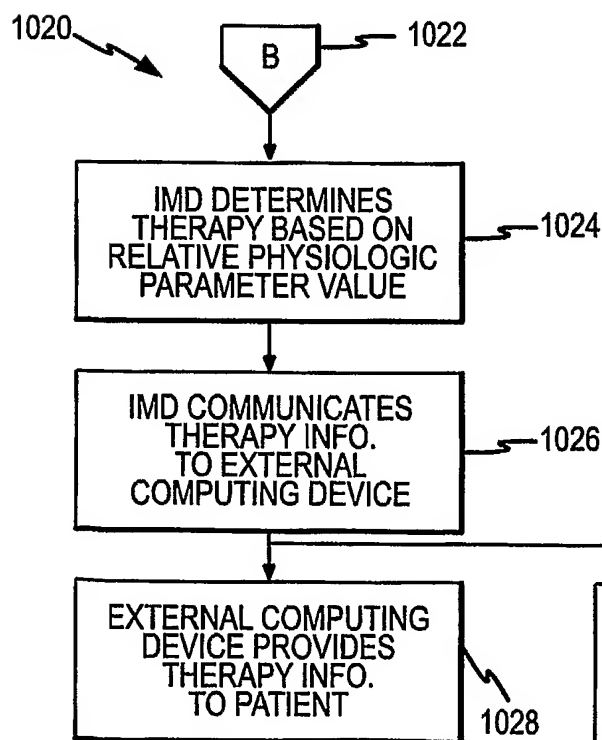 1020
B
1022
IMD DETERMINES
THERAPY BASED ON
RELATIVE PHYSIOLOGIC
PARAMETER VALUE
1024
IMD COMMUNICATES
THERAPY INFO.
TO EXTERNAL
COMPUTING DEVICE
1026
EXTERNAL COMPUTING
DEVICE PROVIDES
THERAPY INFO.
TO PATIENT
1028